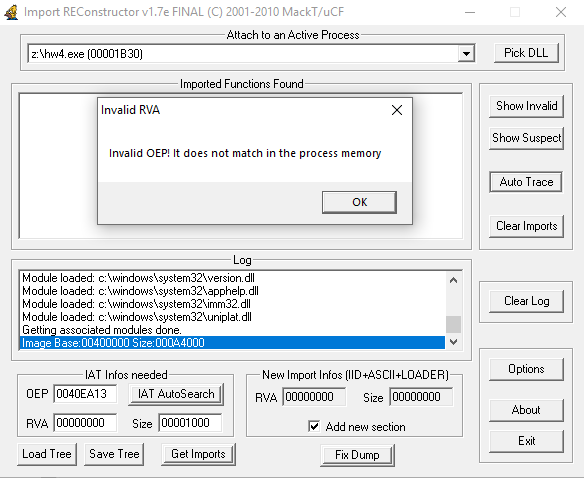 Import REConstructor v1.7e FINAL (C) 2001-2010 MackT/uCF
Attach to an Active Process
z:\hw4.exe (00001B30)
Pick DLL
Imported Functions Found
Invalid RVA
Invalid OEP! It does not match in the process memory
OK
Show Invalid
Show Suspect
Auto Trace
Clear Imports
Log
Module loaded: c:\windows\system32\version.dll
Module loaded: c:\windows\system32\apphelp.dll
Module loaded: c:\windows\system32\imm32.dll
Module loaded: c:\windows\system32\uniplat.dll
Getting associated modules done.
Image Base:00400000 Size:000A4000
Clear Log
IAT Infos needed
OEP 0040EA13 IAT AutoSearch
RVA 00000000 Size 00001000
New Import Infos (IID+ASCII+LOADER)
RVA 00000000 Size 00000000
Add new section
Options
About
Exit
Load Tree Save Tree Get Imports Fix Dump